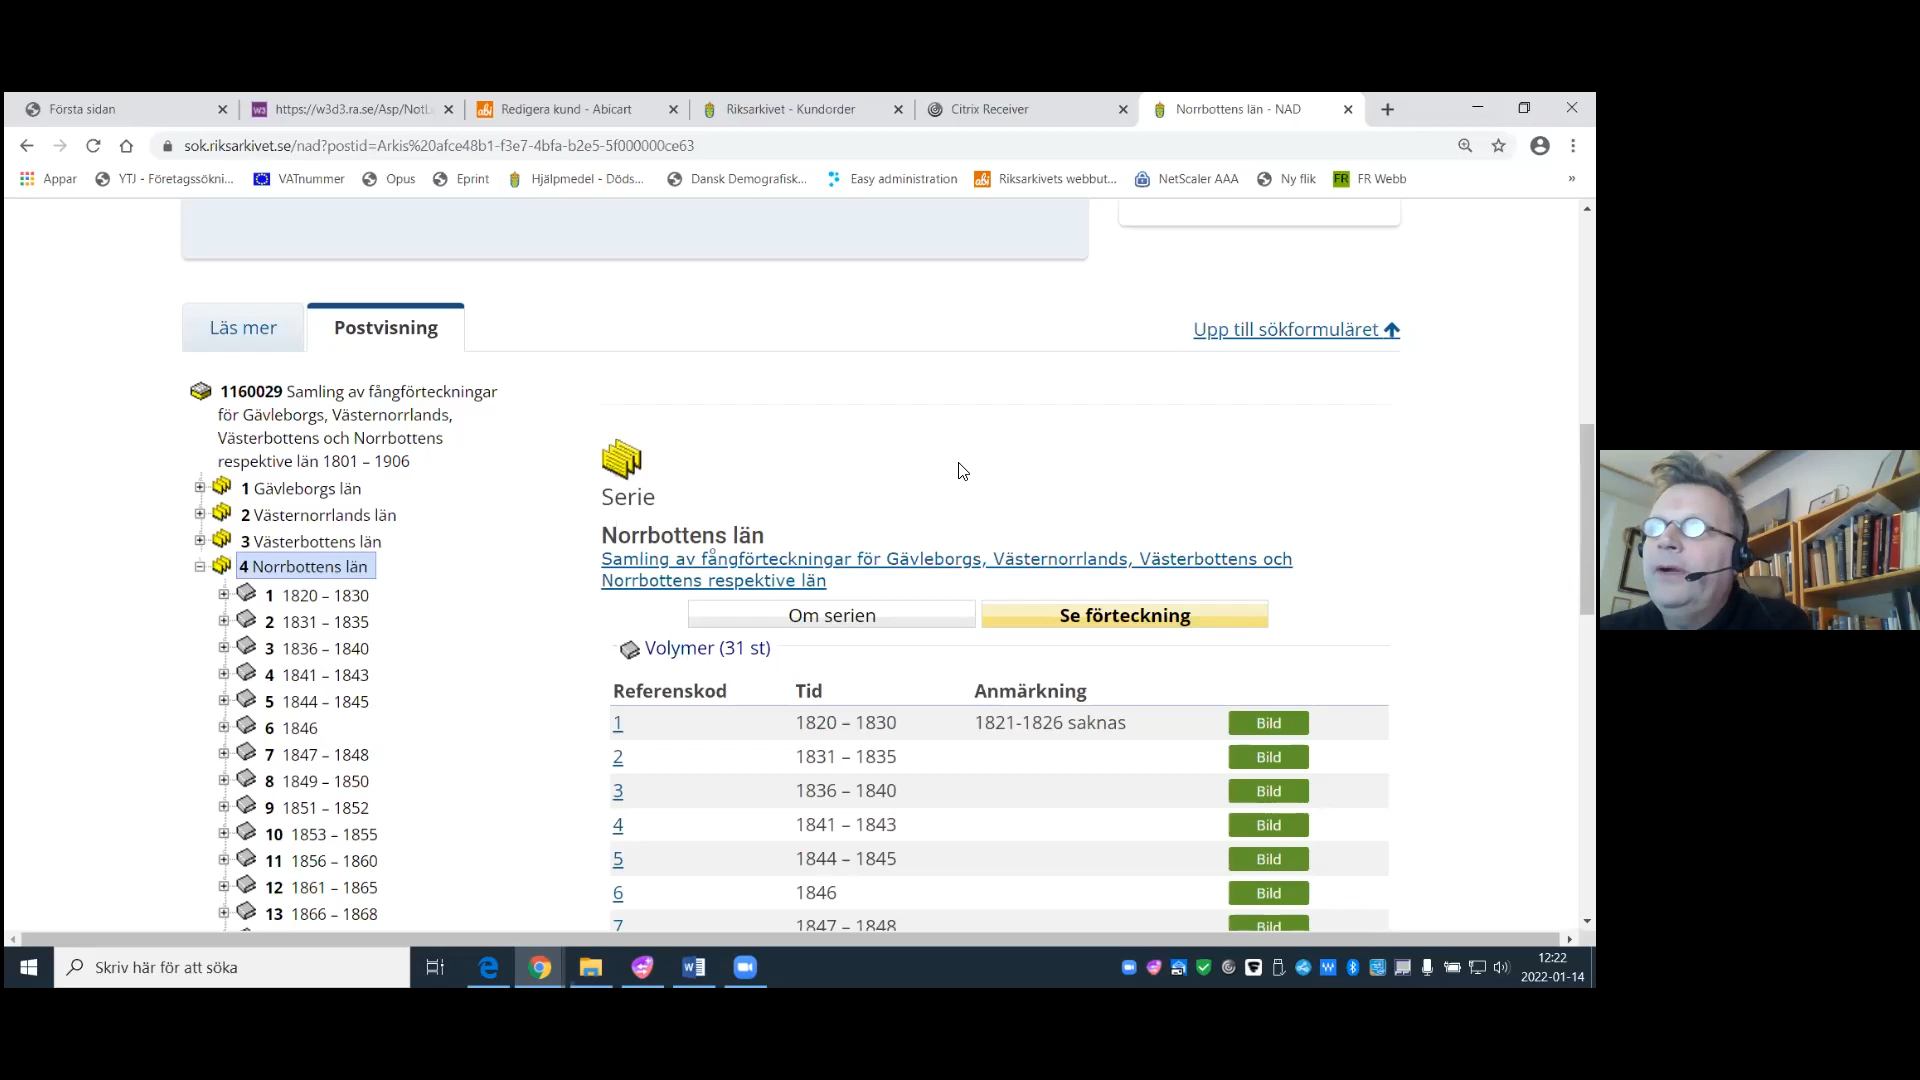 Första sidan
https://w3d3.ra.se/Asp/NotL
Redigera kund - Abicart
Riksarkivet - Kundorder
Citrix Receiver
Norrbottens län - NAD
sok.riksarkivet.se/nad?postid=Arkis%20afce48b1-f3e7-4bfa-b2e5-5f000000ce63
Appar
YTJ - Företagssökni...
VATnummer
Opus
Eprint
Hjälpmedel - Döds...
Dansk Demografisk...
Easy administration
Riksarkivets webbut...
NetScaler AAA
Ny flik
FR FR Webb
»
Läs mer
Postvisning
Upp till sökformuläret
1160029 Samling av fångförteckningar
för Gävleborgs, Västernorrlands,
Västerbottens och Norrbottens
respektive län 1801 – 1906
1 Gävleborgs län
2 Västernorrlands län
3 Västerbottens län
4 Norrbottens län
1 1820 – 1830
2 1831 – 1835
3 1836 – 1840
4 1841 – 1843
5 1844 – 1845
6 1846
7 1847 – 1848
8 1849 – 1850
9 1851 – 1852
10 1853 – 1855
11 1856 – 1860
12 1861 – 1865
13 1866 – 1868
Serie
Norrbottens län
Samling av fångförteckningar för Gävleborgs, Västernorrlands, Västerbottens och
Norrbottens respektive län
Om serien
Se förteckning
Volymer (31 st)
Referenskod Tid Anmärkning
1 1820 – 1830 1821-1826 saknas Bild
2 1831 – 1835 Bild
3 1836 – 1840 Bild
4 1841 – 1843 Bild
5 1844 – 1845 Bild
6 1846 Bild
7 1847 – 1848 Bild
Skriv här för att söka
12:22
2022-01-14